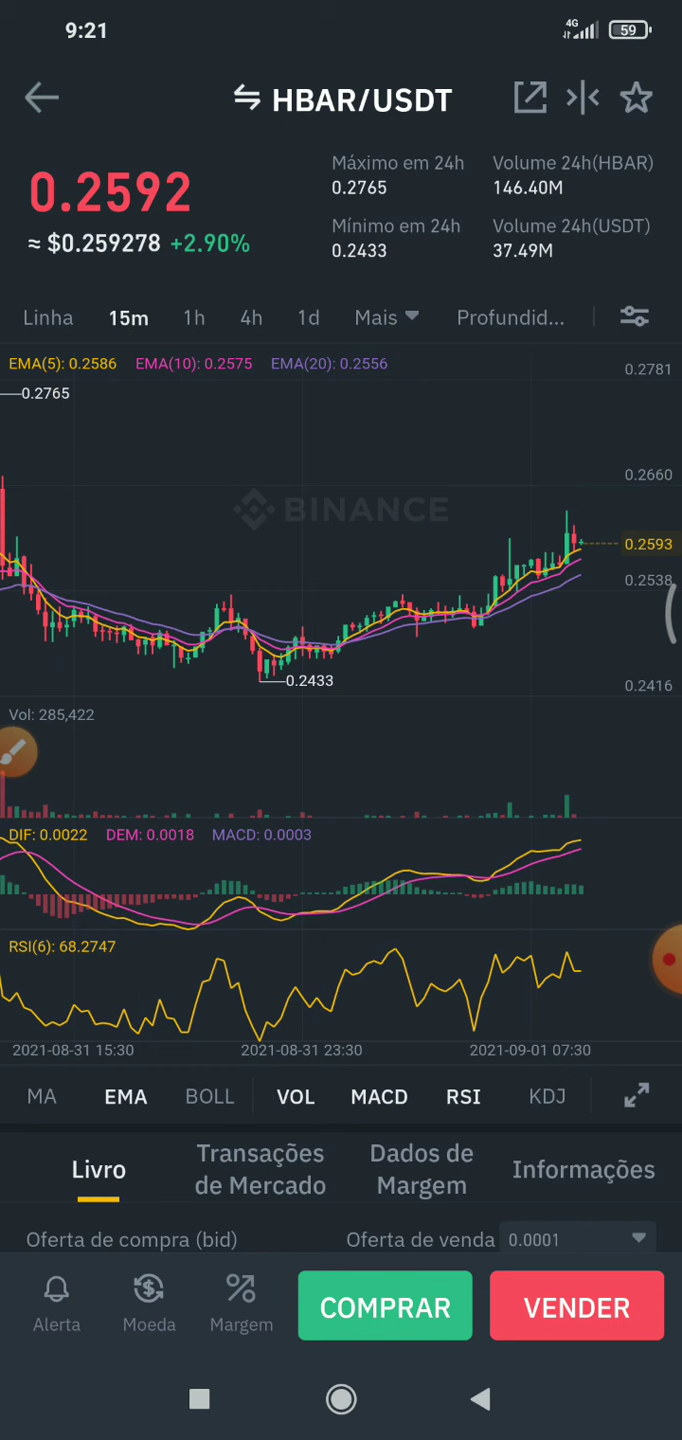 9:21
4G
59
HBAR/USDT
0.2592
≈ $0.259278 +2.90%
Máximo em 24h
0.2765
Volume 24h(HBAR)
146.40M
Mínimo em 24h
0.2433
Volume 24h(USDT)
37.49M
Linha 15m 1h 4h 1d Mais Profundid...
EMA(5): 0.2586 EMA(10): 0.2575 EMA(20): 0.2556
0.2781
0.2765
0.2660
BINANCE
0.2593
0.2538
0.2433
0.2416
Vol: 285,422
DIF: 0.0022 DEM: 0.0018 MACD: 0.0003
RSI(6): 68.2747
2021-08-31 15:30 2021-08-31 23:30 2021-09-01 07:30
MA EMA BOLL VOL MACD RSI KDJ
Livro
Transações
de Mercado
Dados de
Margem
Informações
Oferta de compra (bid) Oferta de venda 0.0001
Alerta Moeda Margem COMPRAR VENDER